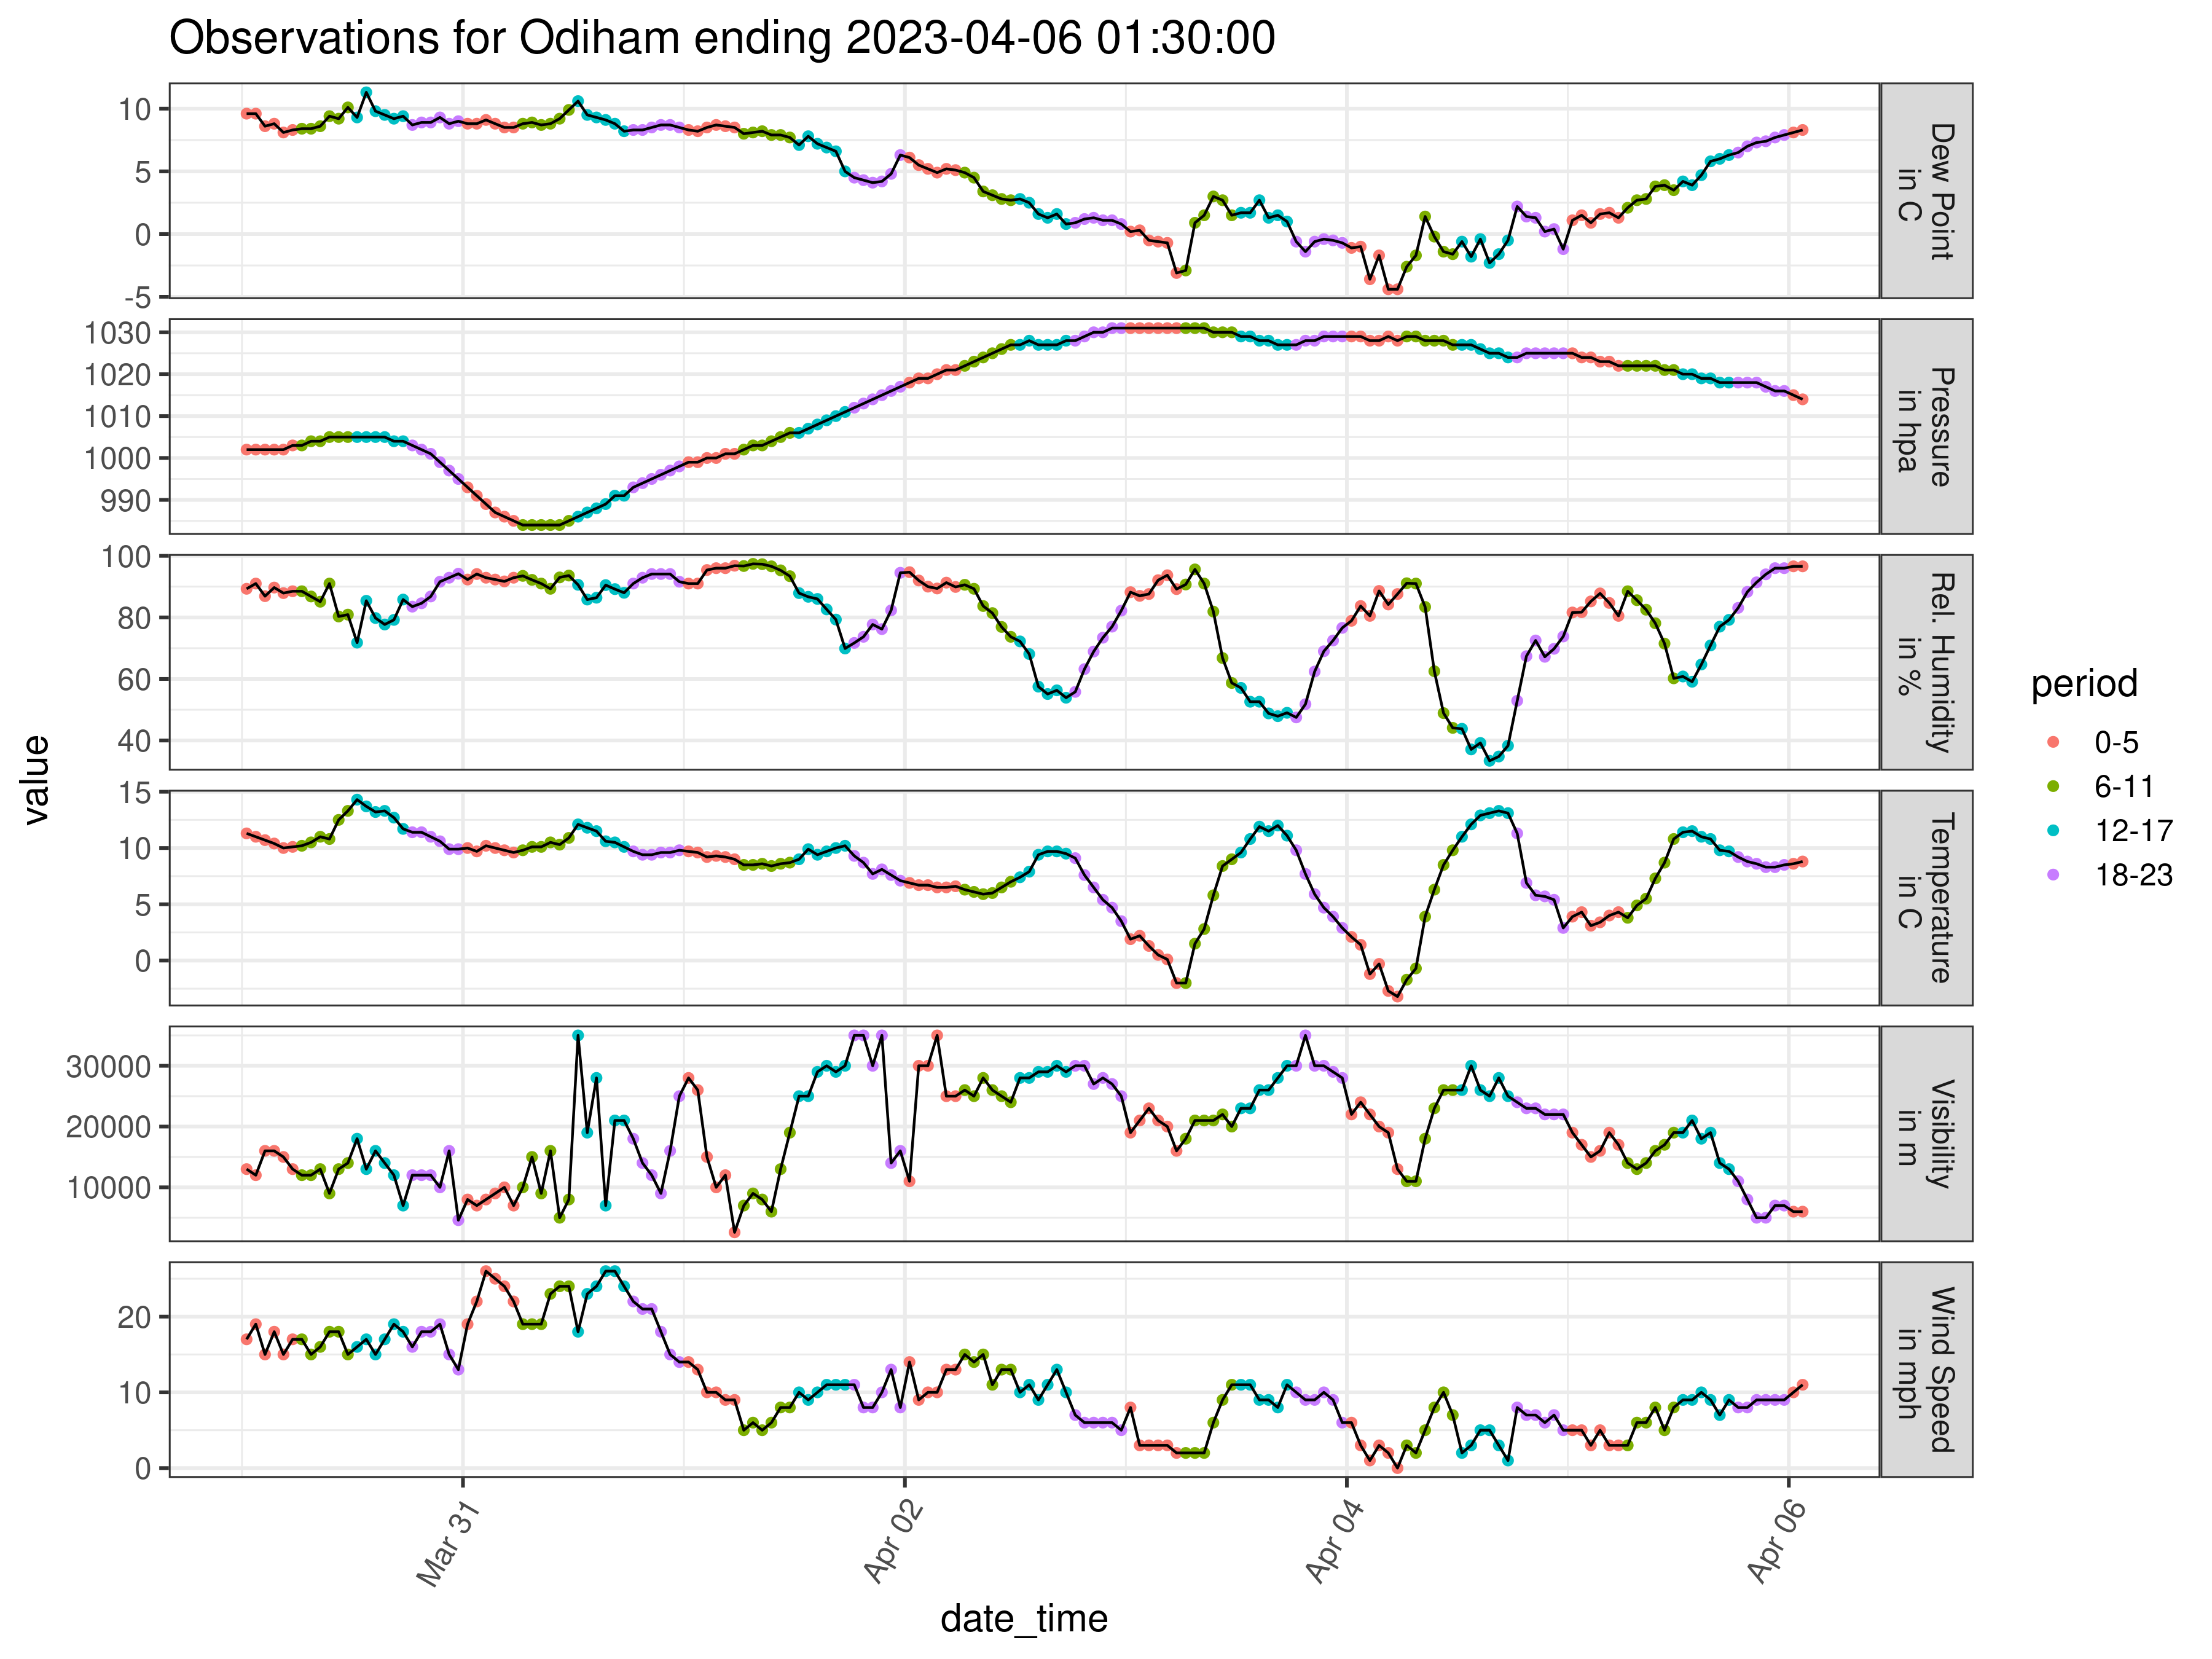 Observations for Odiham ending 2023-04-06 01:30:00
value
10
5
0
-5
Dew Point
in C
1030
1020
1010
1000
990
Pressure
in hpa
100
80
60
40
Rel. Humidity
in %
15
10
5
0
Temperature
in C
30000
20000
10000
Visibility
in m
20
10
0
Wind Speed
in mph
Mar 31
Apr 02
Apr 04
Apr 06
date_time
period
0-5
6-11
12-17
18-23